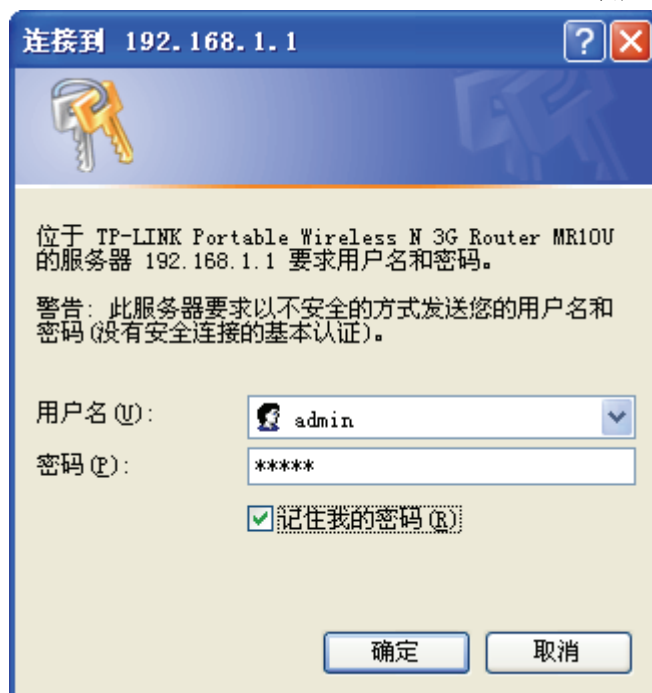 连接到 192.168.1.1
位于 TP-LINK Portable Wireless N 3G Router MR10U
的服务器 192.168.1.1 要求用户名和密码。
警告: 此服务器要求以不安全的方式发送您的用户名和
密码(没有安全连接的基本认证)。
用户名(U):
admin
密码(P):
*****
记住我的密码(R)
确定
取消